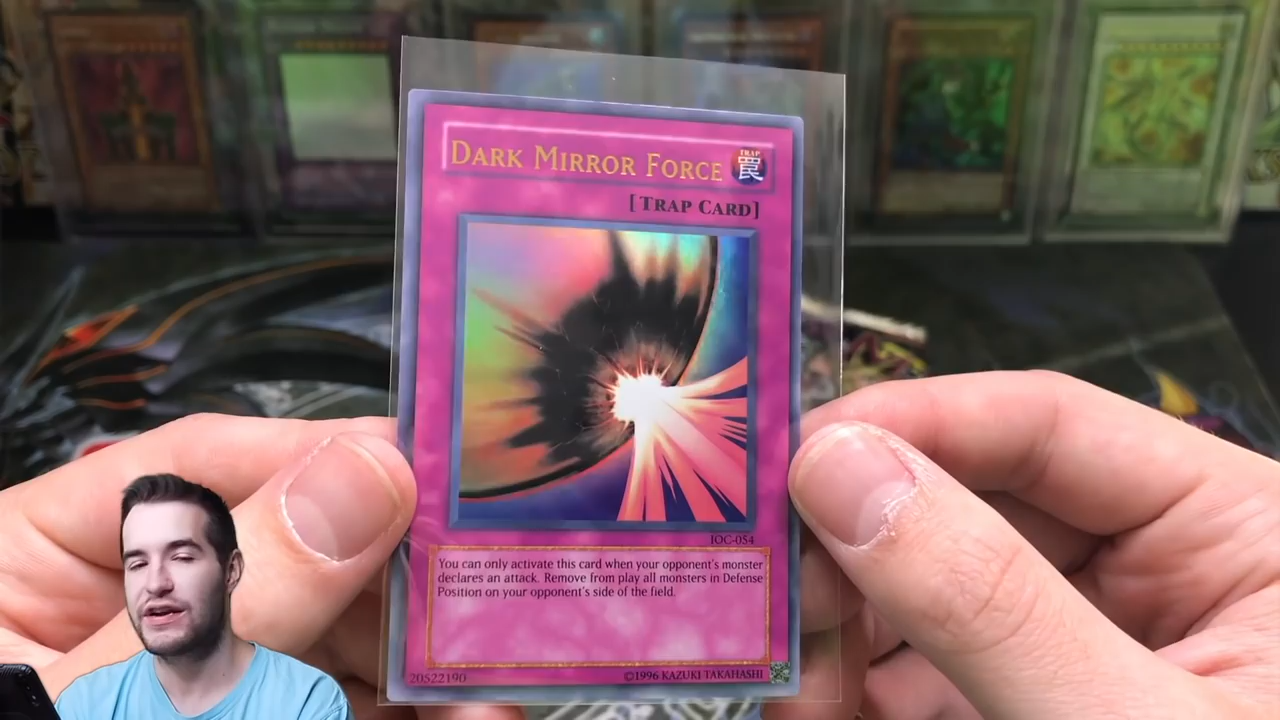 DARK MIRROR FORCE
TRAP
罠
[TRAP CARD]
IOC-054
You can only activate this card when your opponent's monster
declares an attack. Remove from play all monsters in Defense
Position on your opponent's side of the field.
20522190
©1996 KAZUKI TAKAHASHI